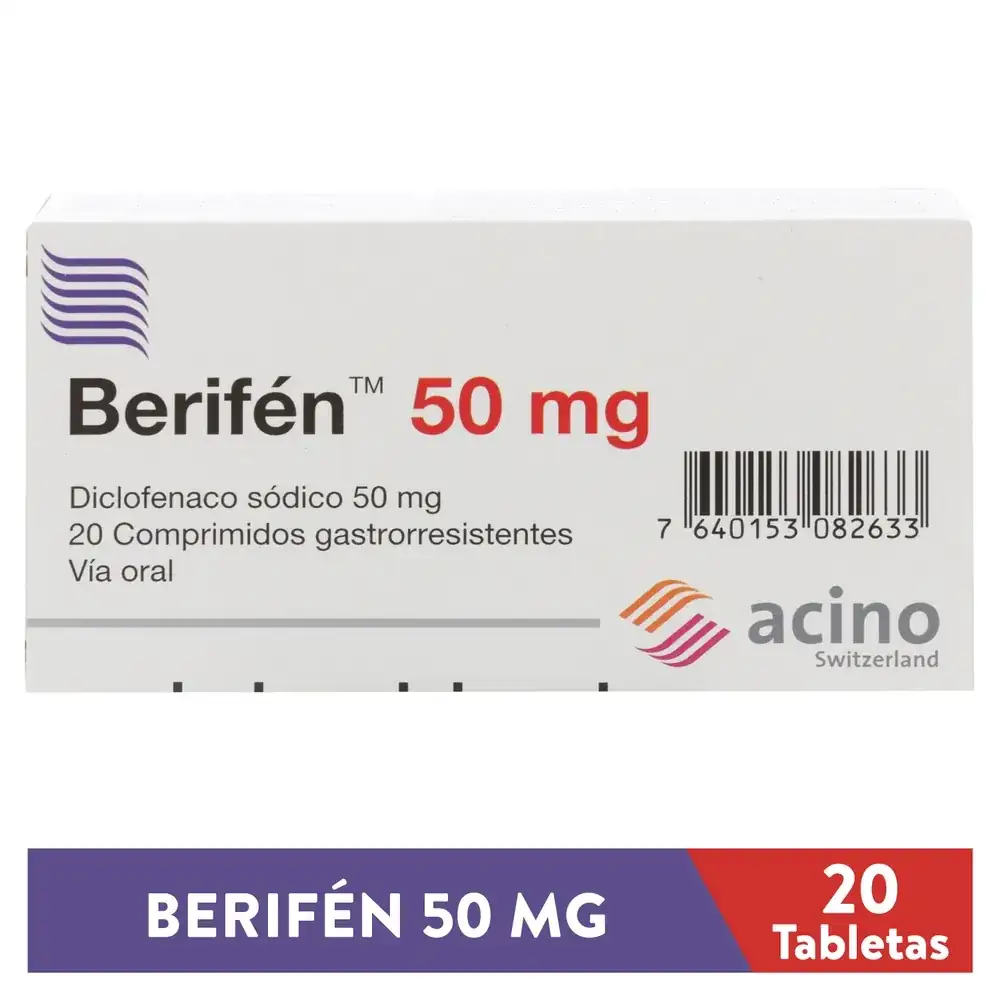 Berifén™ 50 mg
Diclofenaco sódico 50 mg
20 Comprimidos gastrorresistentes
Vía oral
7 640153 082633
acino
Switzerland
BERIFÉN 50 MG
20
Tabletas